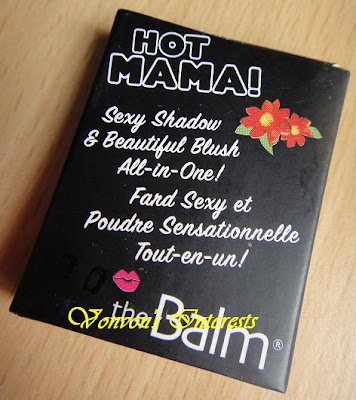 HOT
MAMA!
Sexy Shadow
& Beautiful Blush
All-in-One!
Fard Sexy et
Poudre Sensationnelle
Tout-en-un!
Vonvon's Interests
theBalm®